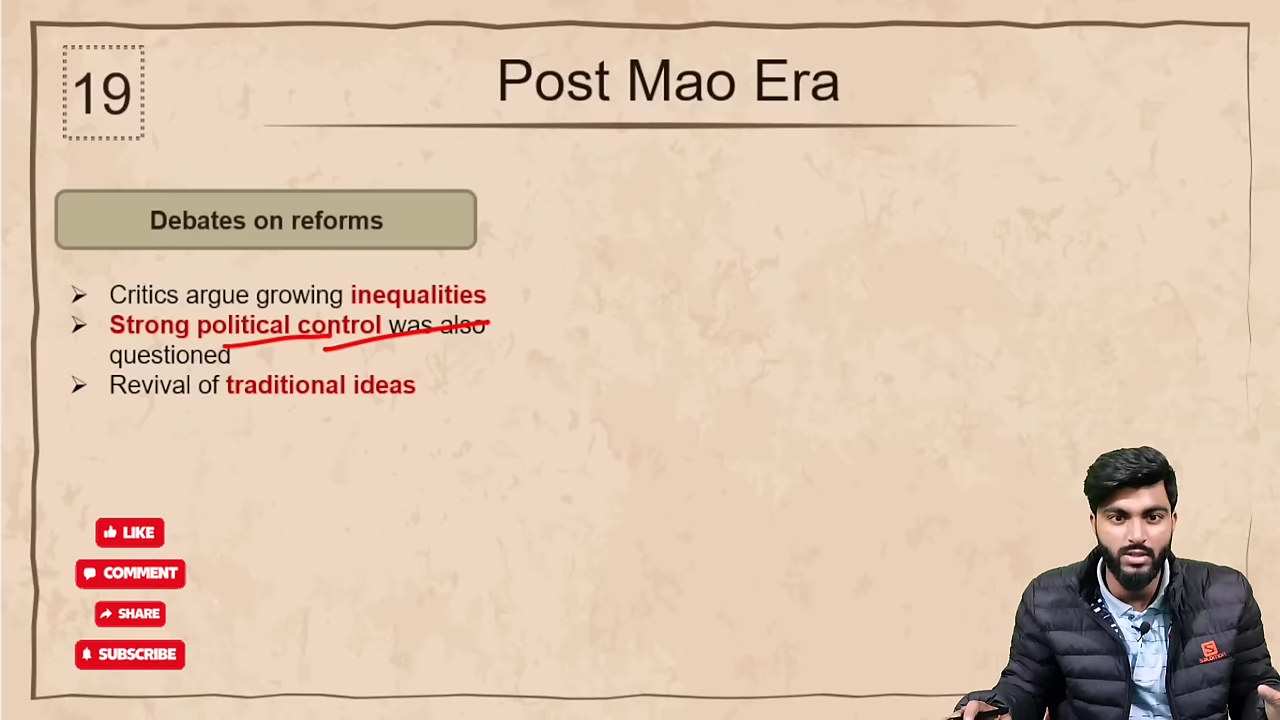 19
Post Mao Era
Debates on reforms
➢ Critics argue growing inequalities
➢ Strong political control was also
questioned
➢ Revival of traditional ideas
LIKE
COMMENT
SHARE
SUBSCRIBE